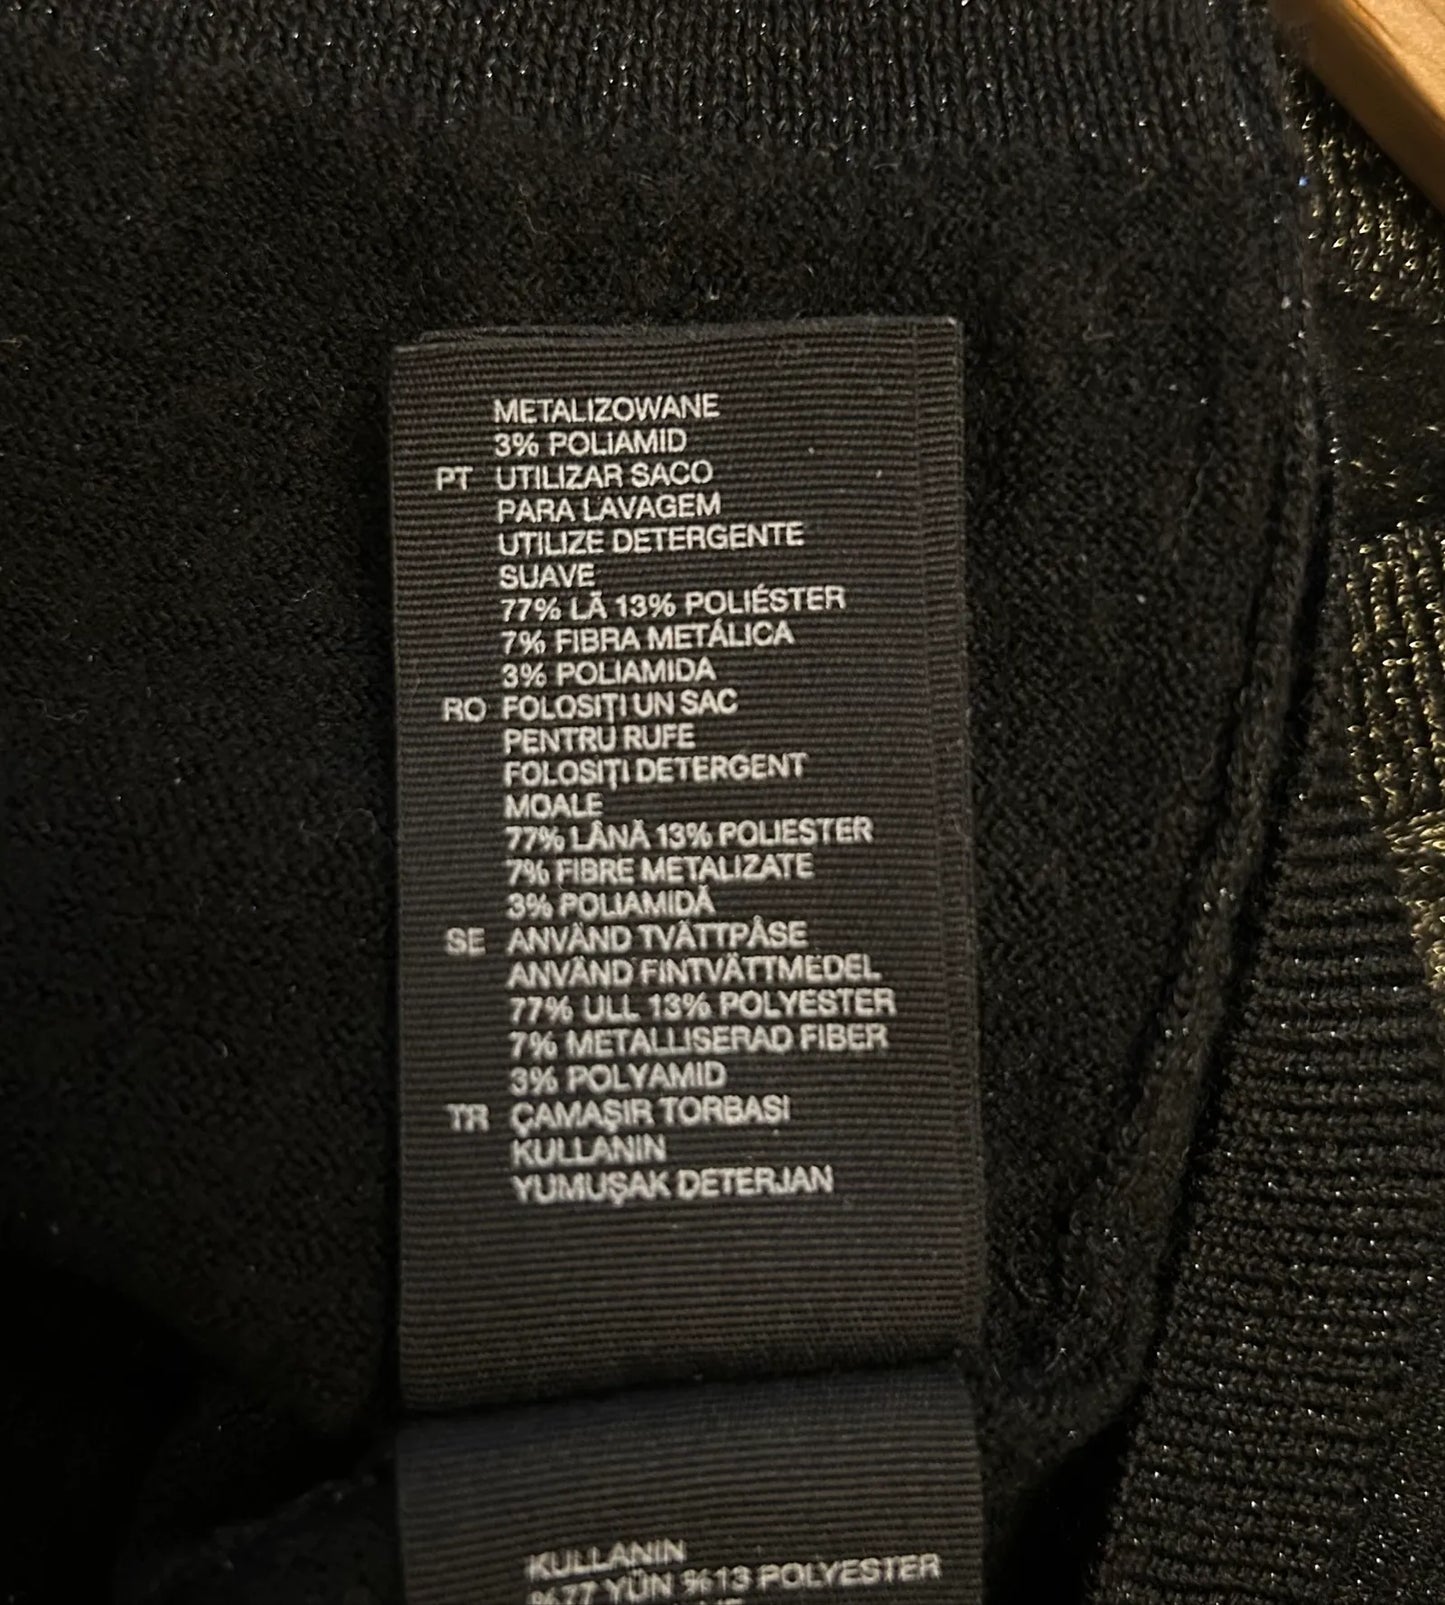 METALIZOWANE
3% POLIAMID
PT UTILIZAR SACO
PARA LAVAGEM
UTILIZE DETERGENTE
SUAVE
77% LÃ 13% POLIÉSTER
7% FIBRA METÁLICA
3% POLIAMIDA
RO FOLOSIȚI UN SAC
PENTRU RUFE
FOLOSIȚI DETERGENT
MOALE
77% LÂNĂ 13% POLIESTER
7% FIBRE METALIZATE
3% POLIAMIDĂ
SE ANVÄND TVÄTTPÅSE
ANVÄND FINTVÄTTMEDEL
77% ULL 13% POLYESTER
7% METALLISERAD FIBER
3% POLYAMID
TR ÇAMAŞIR TORBASI
KULLANIN
YUMUŞAK DETERJAN
KULLANIN
%77 YÜN %13 POLYESTER